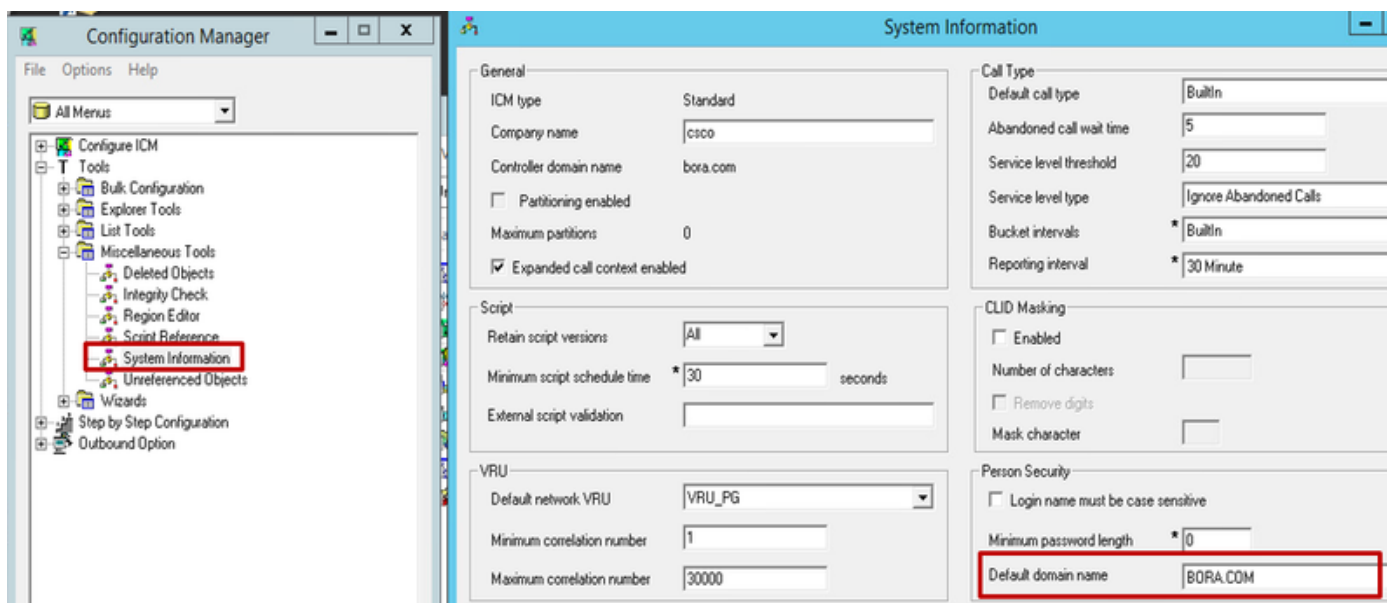 Configuration Manager
File Options Help
All Menus
Configure ICM
Tools
Bulk Configuration
Explorer Tools
List Tools
Miscellaneous Tools
Deleted Objects
Integrity Check
Region Editor
Script Reference
System Information
Unreferenced Objects
Wizards
Step by Step Configuration
Outbound Option
System Information
General
ICM type Standard
Company name csco
Controller domain name bora.com
Partitioning enabled
Maximum partitions 0
Expanded call context enabled
Script
Retain script versions All
Minimum script schedule time * 30 seconds
External script validation
VRU
Default network VRU VRU_PG
Minimum correlation number 1
Maximum correlation number 30000
Call Type
Default call type BuiltIn
Abandoned call wait time 5
Service level threshold 20
Service level type Ignore Abandoned Calls
Bucket intervals * BuiltIn
Reporting interval * 30 Minute
CLID Masking
Enabled
Number of characters
Remove digits
Mask character
Person Security
Login name must be case sensitive
Minimum password length * 0
Default domain name BORA.COM